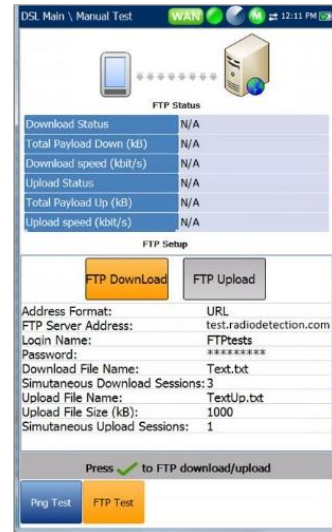 DSL Main \ Manual Test WAN M 12:11 PM
FTP Status
Download Status N/A
Total Payload Down (kB) N/A
Download speed (kbit/s) N/A
Upload Status N/A
Total Payload Up (kB) N/A
Upload speed (kbit/s) N/A
FTP Setup
FTP DownLoad FTP Upload
Address Format: URL
FTP Server Address: test.radiodetection.com
Login Name: FTPtests
Password: *********
Download File Name: Text.txt
Simutaneous Download Sessions: 3
Upload File Name: TextUp.txt
Upload File Size (kB): 1000
Simutaneous Upload Sessions: 1
Press to FTP download/upload
Ping Test FTP Test